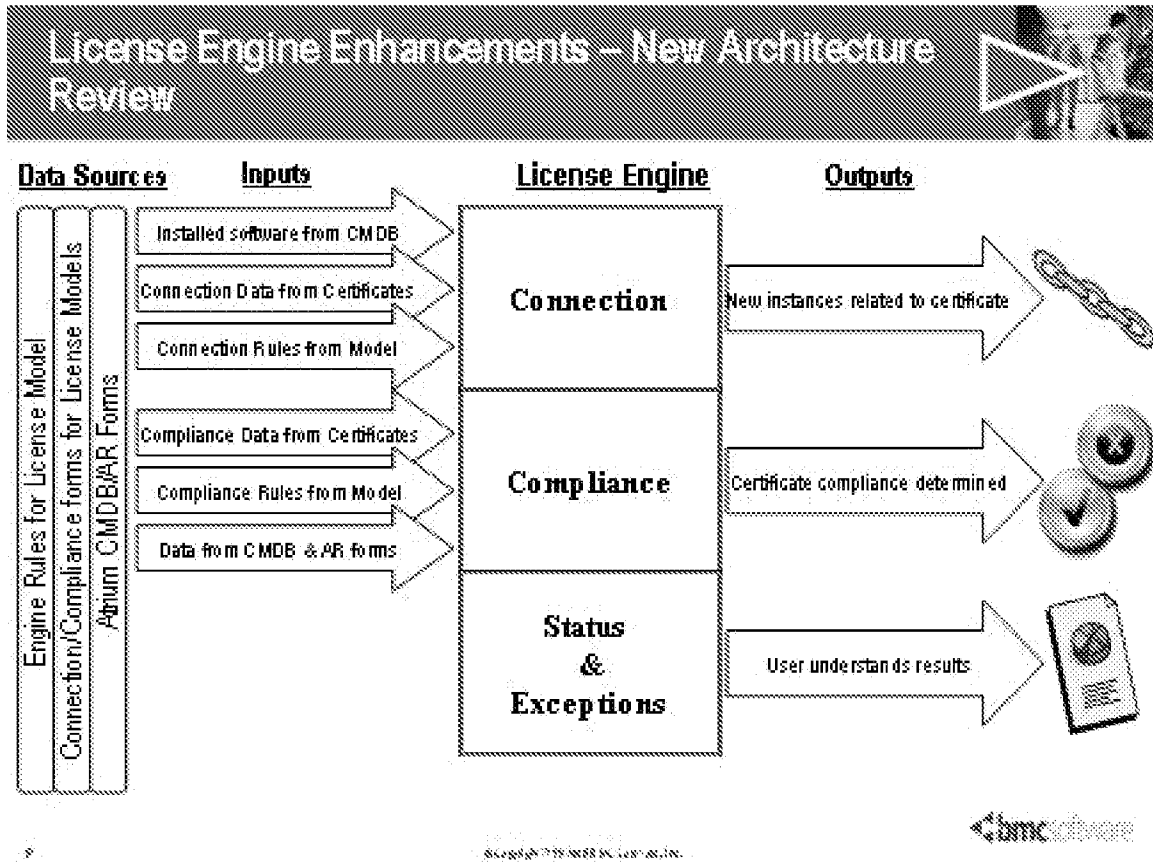 License Engine Enhancements – New Architecture
Review
Data Sources
Inputs
License Engine
Outputs
Engine Rules for License Model
Connection/Compliance forms for License Models
Atrium CMDB/AR Forms
Installed software from CMDB
Connection Data from Certificates
Connection Rules from Model
Compliance Data from Certificates
Compliance Rules from Model
Data from CMDB & AR forms
Connection
Compliance
Status
&
Exceptions
New instances related to certificate
Certificate compliance determined
User understands results
bmcsoftware